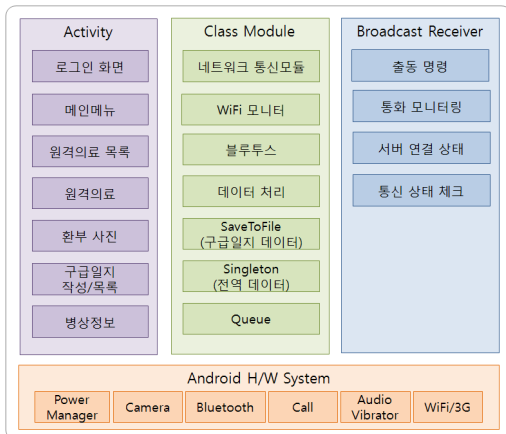 Activity
로그인 화면
메인메뉴
원격의료 목록
원격의료
환부 사진
구급일지
작성/목록
병상정보
Class Module
네트워크 통신모듈
WiFi 모니터
블루투스
데이터 처리
SaveToFile
(구급일지 데이터)
Singleton
(전역 데이터)
Queue
Broadcast Receiver
출동 명령
통화 모니터링
서버 연결 상태
통신 상태 체크
Android H/W System
Power
Manager
Camera
Bluetooth
Call
Audio
Vibrator
WiFi/3G